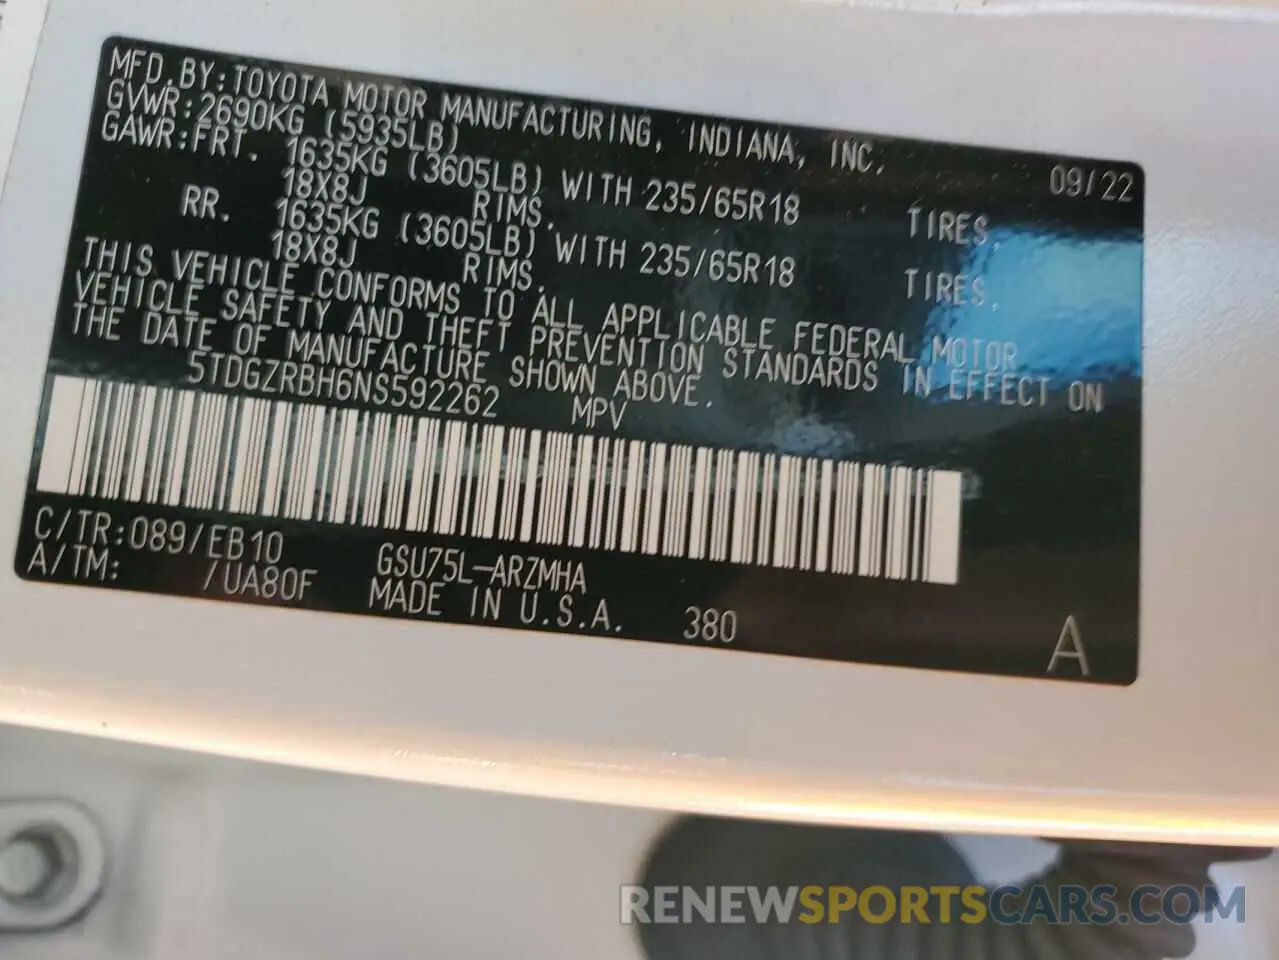 MFD.BY:TOYOTA MOTOR MANUFACTURING, INDIANA, INC. 09/22
GVWR:2690KG (5935LB)
GAWR:FRT. 1635KG (3605LB) WITH 235/65R18 TIRES,
18X8J RIMS.
RR. 1635KG (3605LB) WITH 235/65R18 TIRES,
18X8J RIMS.
THIS VEHICLE CONFORMS TO ALL APPLICABLE FEDERAL MOTOR
VEHICLE SAFETY AND THEFT PREVENTION STANDARDS IN EFFECT ON
THE DATE OF MANUFACTURE SHOWN ABOVE.
5TDGZRBH6NS592262 MPV
C/TR:089/EB10 GSU75L-ARZMHA
A/TM: /UA80F MADE IN U.S.A. 380 A
RENEWSPORTSCARS.COM